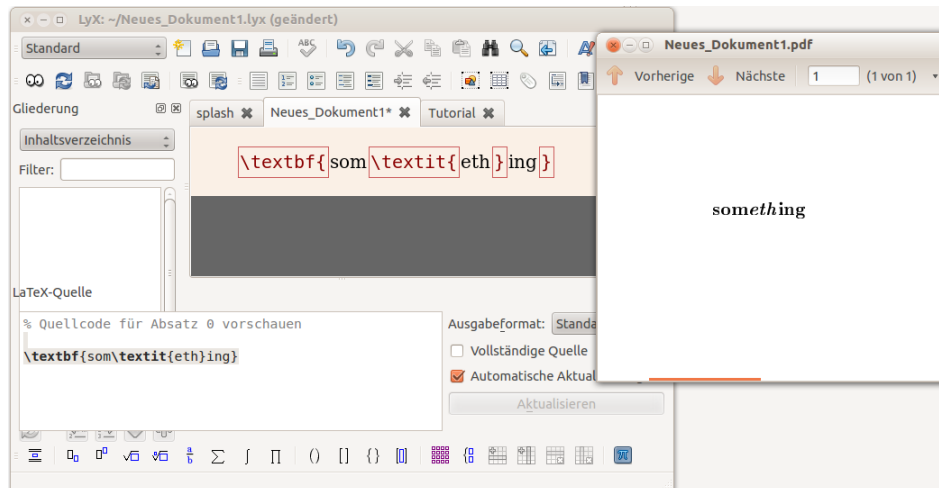 LyX: ~/Neues_Dokument1.lyx (geändert)
Standard
ABC
Gliederung
splash
Neues_Dokument1*
Tutorial
Inhaltsverzeichnis
Filter:
\textbf{som\textit{eth}ing}
LaTeX-Quelle
% Quellcode für Absatz 0 vorschauen
\textbf{som\textit{eth}ing}
Ausgabeformat: Standa
Vollständige Quelle
Automatische Aktual
Aktualisieren
Neues_Dokument1.pdf
Vorherige
Nächste
1
(1 von 1)
something